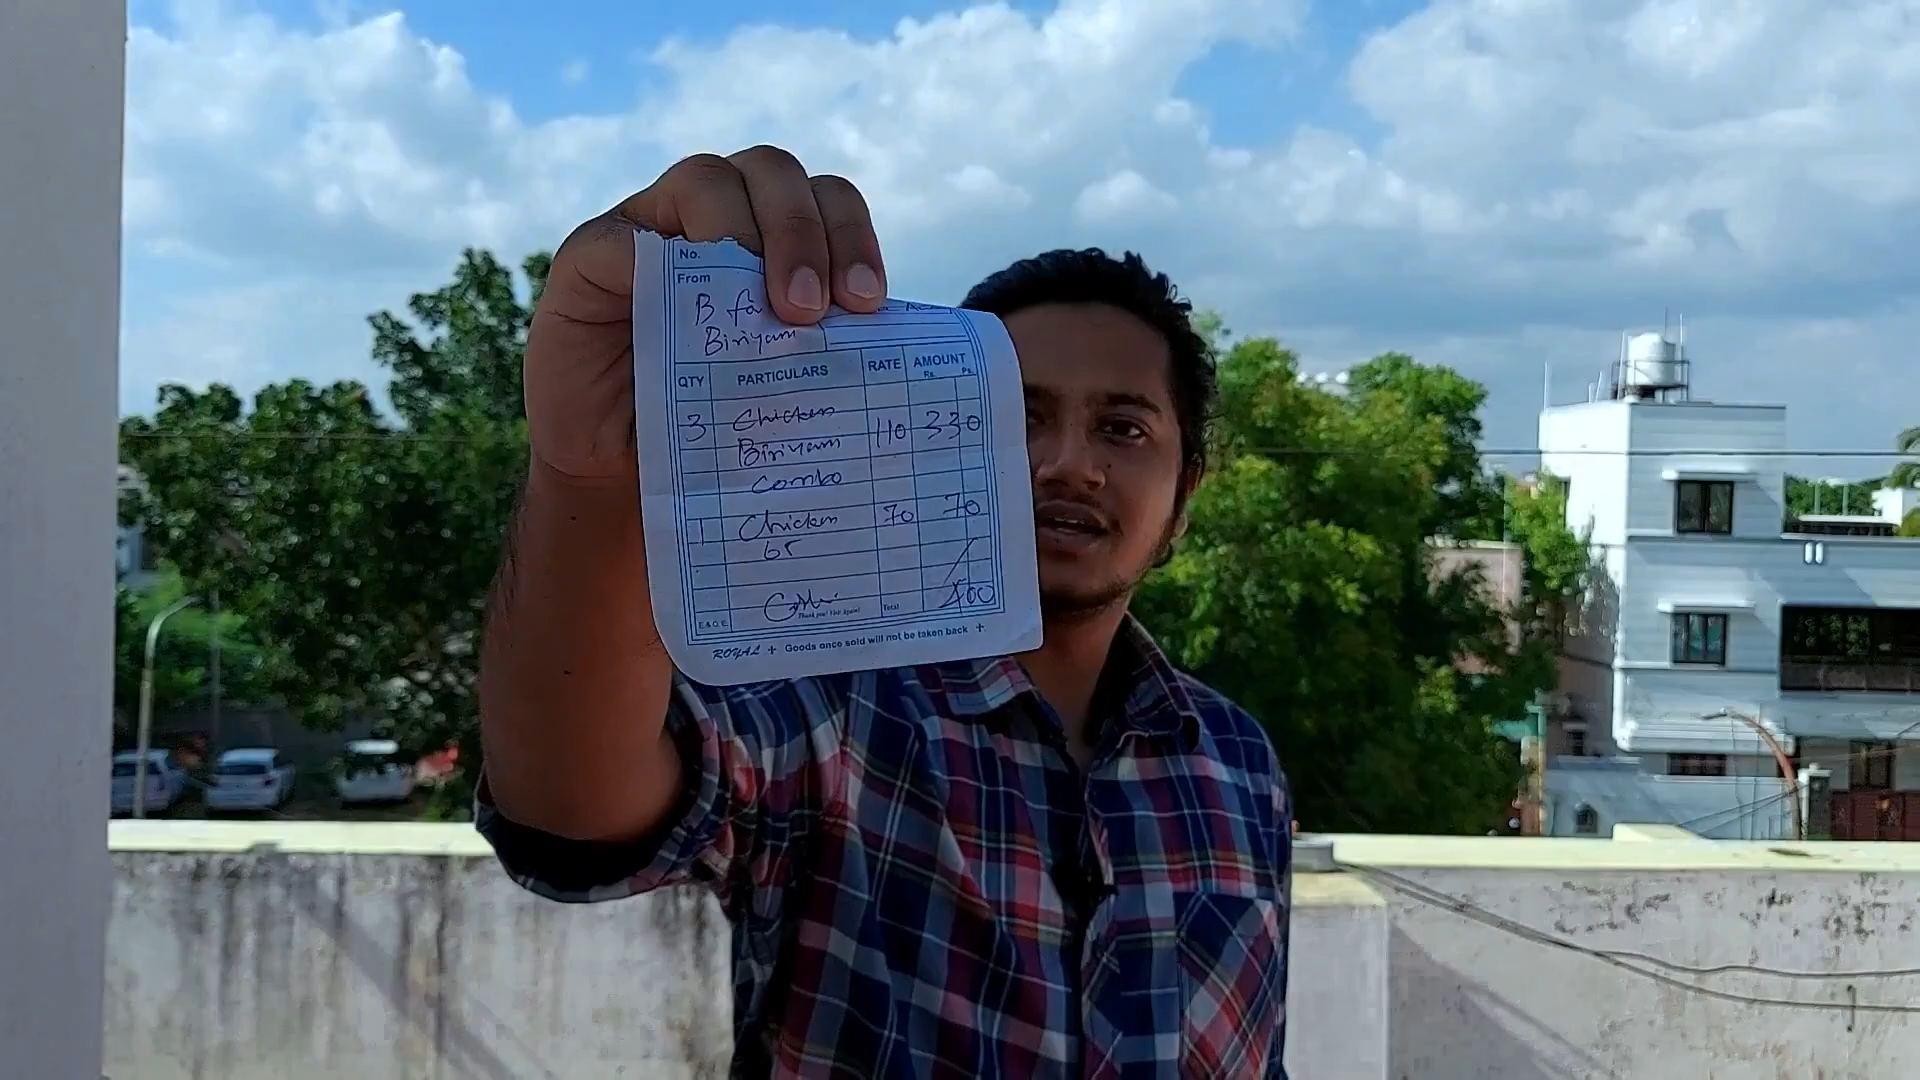 No.
From
B fo
Biriyani
QTY PARTICULARS RATE AMOUNT
Rs. Ps.
3 Chicken 110 330
Biriyani
Combo
1 Chicken 70 70
65
E.&O.E. Thank you! Visit Again! Total 400
ROYAL + Goods once sold will not be taken back +